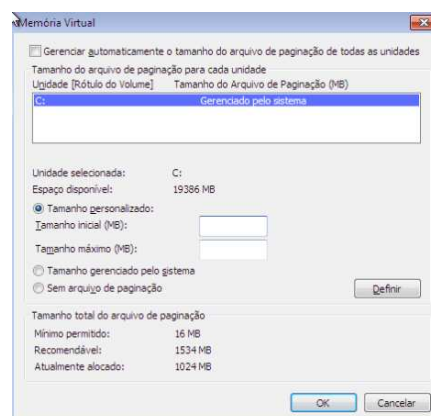 Memória Virtual
Gerenciar automaticamente o tamanho do arquivo de paginação de todas as unidades
Tamanho do arquivo de paginação para cada unidade
Unidade [Rótulo do Volume] Tamanho do Arquivo de Paginação (MB)
C: Gerenciado pelo sistema
Unidade selecionada: C:
Espaço disponível: 19386 MB
Tamanho personalizado:
Tamanho inicial (MB):
Tamanho máximo (MB):
Tamanho gerenciado pelo sistema
Sem arquivo de paginação
Definir
Tamanho total do arquivo de paginação
Mínimo permitido: 16 MB
Recomendável: 1534 MB
Atualmente alocado: 1024 MB
OK Cancelar